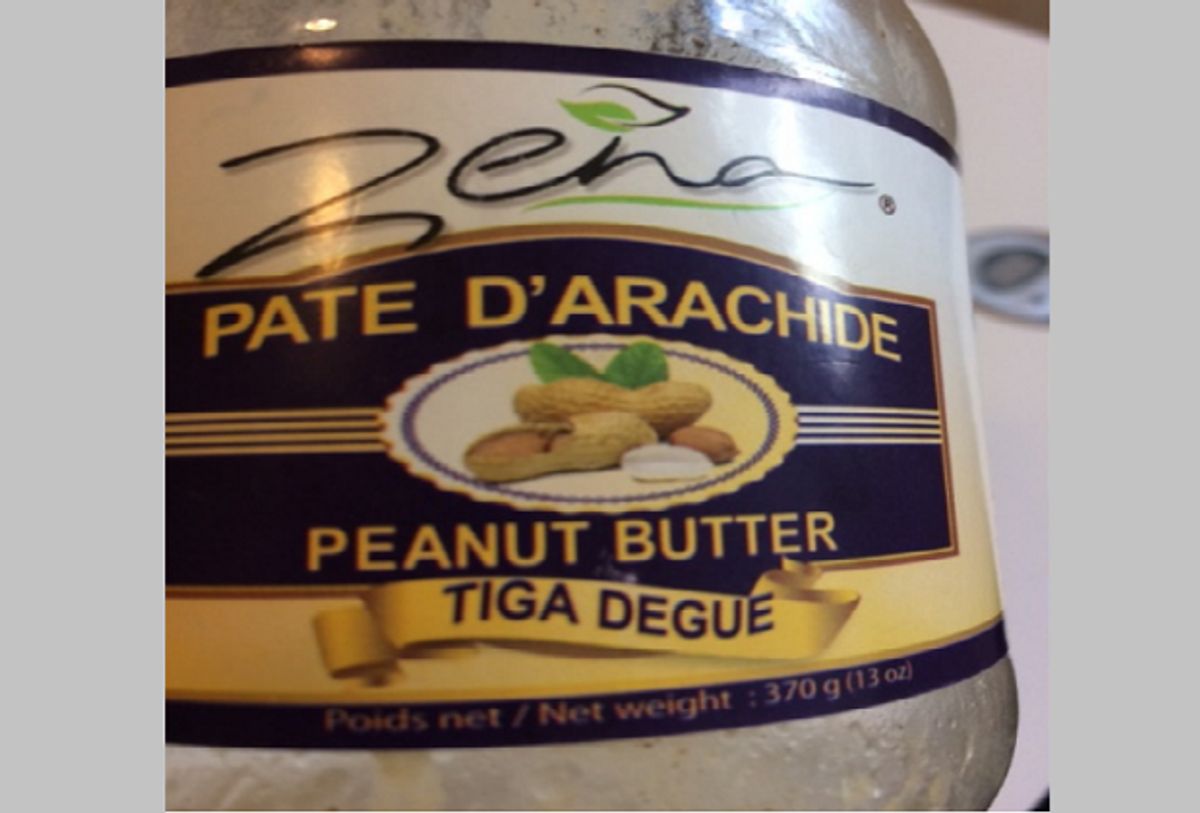 Zena ®
PATE D'ARACHIDE
PEANUT BUTTER
TIGA DEGUE
Poids net / Net weight : 370 g (13 oz)